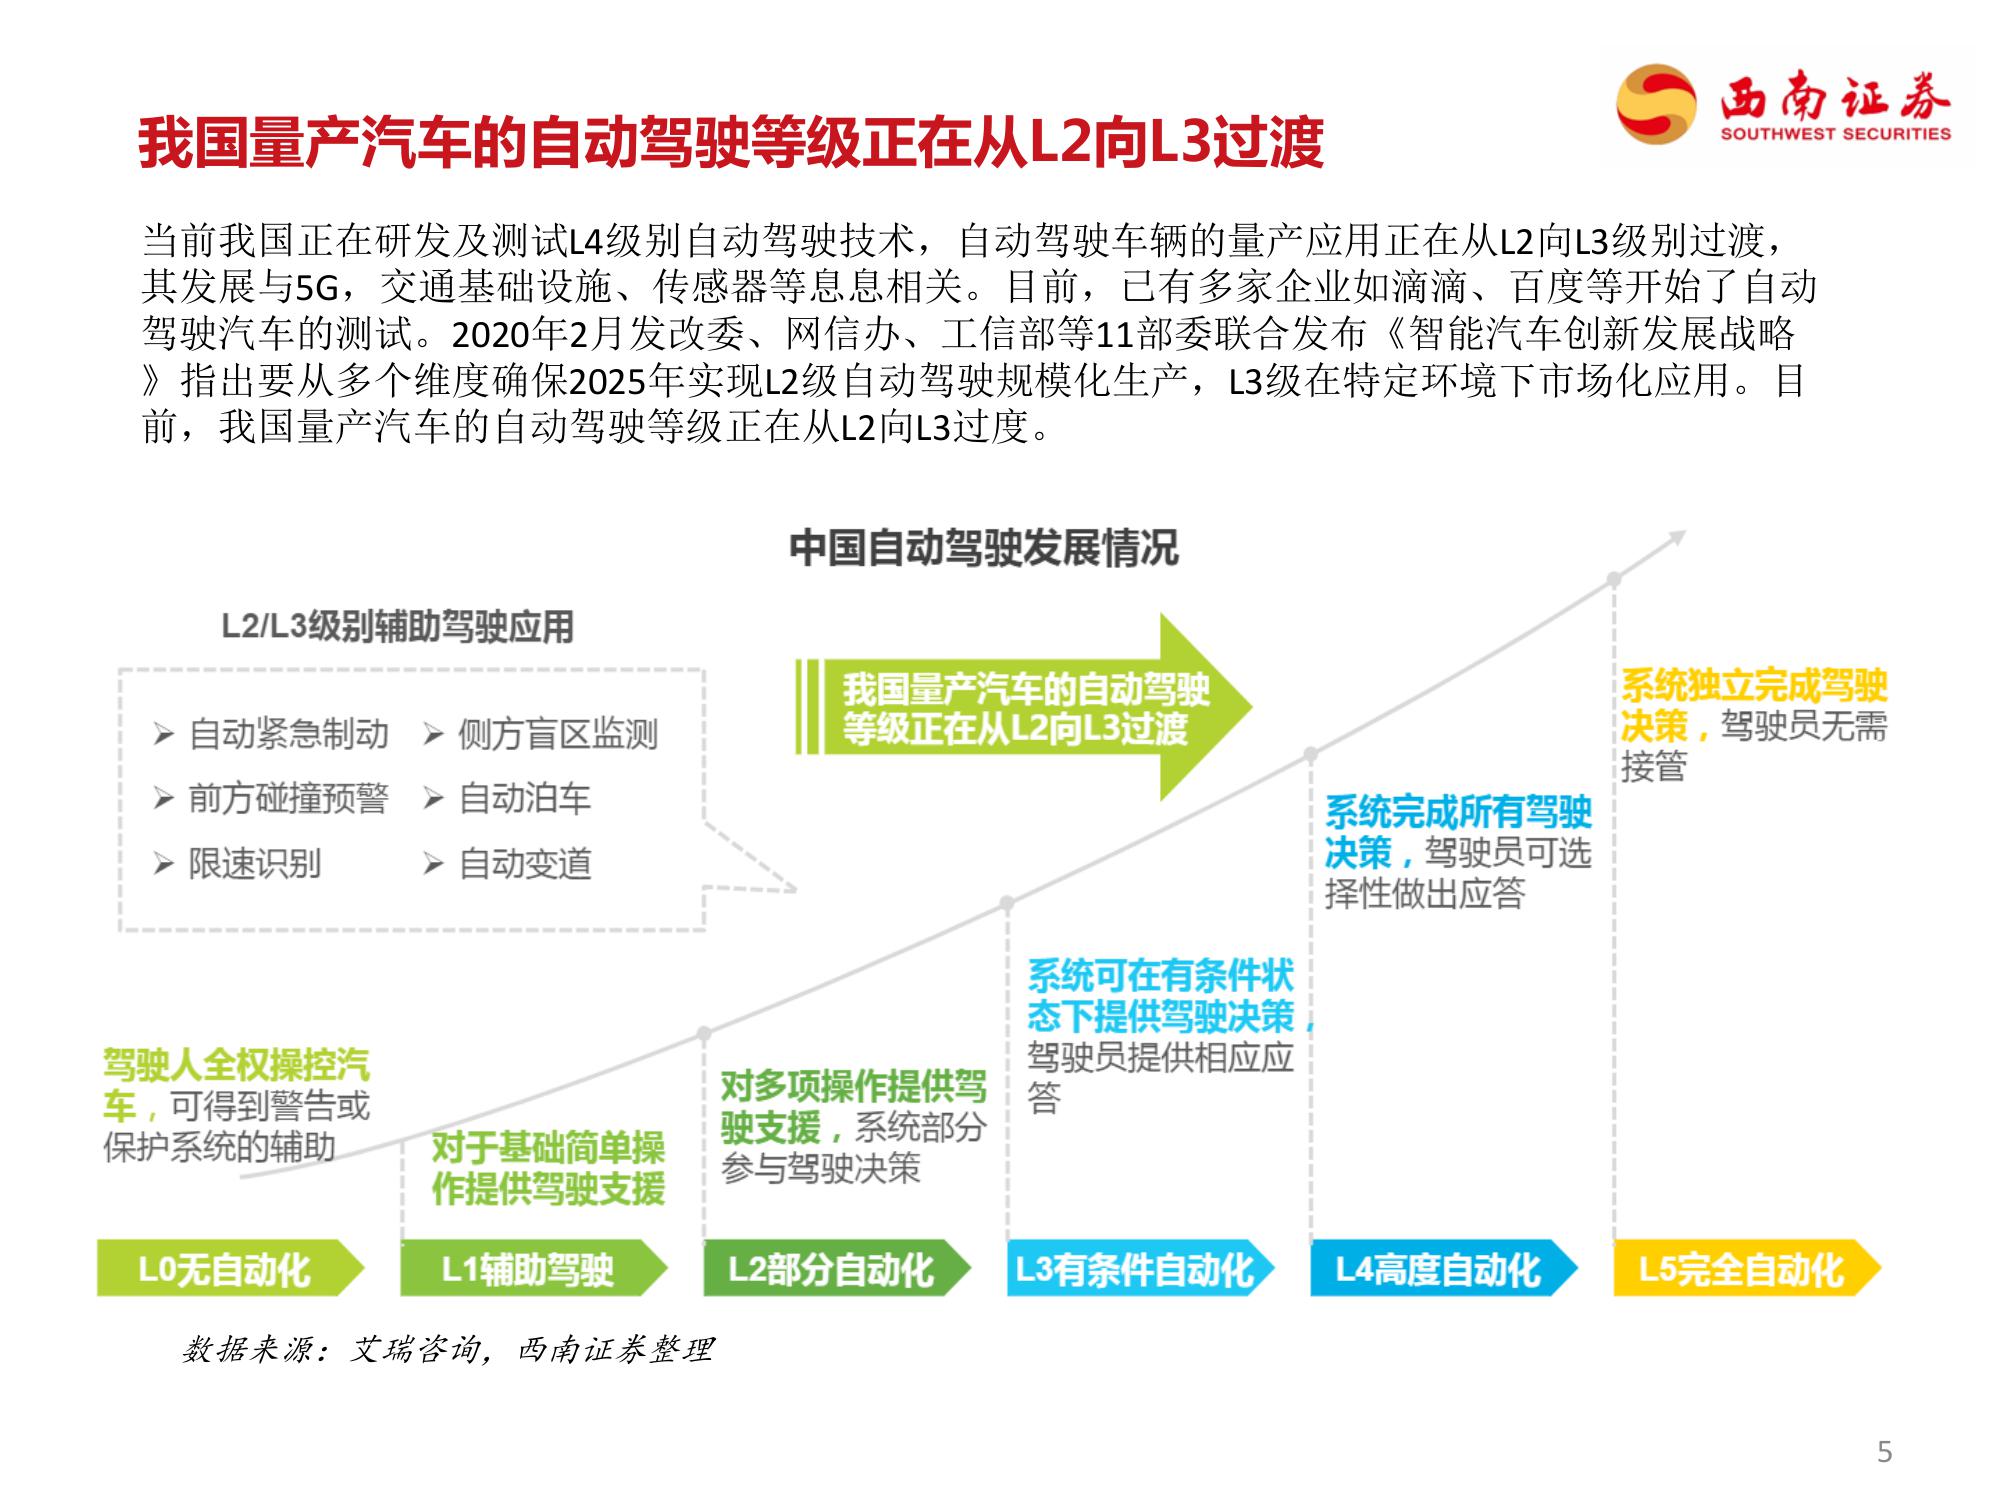 西南证券
SOUTHWEST SECURITIES
我国量产汽车的自动驾驶等级正在从L2向L3过渡
当前我国正在研发及测试L4级别自动驾驶技术，自动驾驶车辆的量产应用正在从L2向L3级别过渡，
其发展与5G，交通基础设施、传感器等息息相关。目前，已有多家企业如滴滴、百度等开始了自动
驾驶汽车的测试。2020年2月发改委、网信办、工信部等11部委联合发布《智能汽车创新发展战略
》指出要从多个维度确保2025年实现L2级自动驾驶规模化生产，L3级在特定环境下市场化应用。目
前，我国量产汽车的自动驾驶等级正在从L2向L3过度。
中国自动驾驶发展情况
L2/L3级别辅助驾驶应用
➢ 自动紧急制动
➢ 侧方盲区监测
➢ 前方碰撞预警
➢ 自动泊车
➢ 限速识别
➢ 自动变道
我国量产汽车的自动驾驶
等级正在从L2向L3过渡
驾驶人全权操控汽
车，可得到警告或
保护系统的辅助
对于基础简单操
作提供驾驶支援
对多项操作提供驾
驶支援，系统部分
参与驾驶决策
系统可在有条件状
态下提供驾驶决策，
驾驶员提供相应应
答
系统完成所有驾驶
决策，驾驶员可选
择性做出应答
系统独立完成驾驶
决策，驾驶员无需
接管
L0无自动化
L1辅助驾驶
L2部分自动化
L3有条件自动化
L4高度自动化
L5完全自动化
数据来源：艾瑞咨询，西南证券整理
5